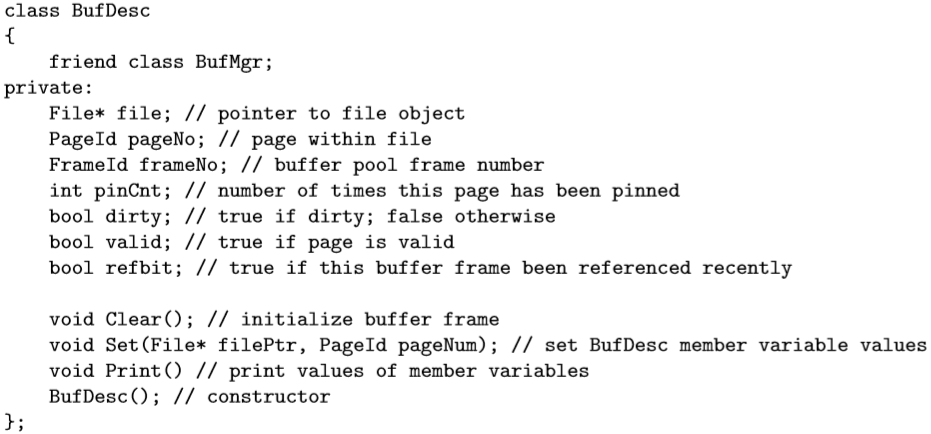 class BufDesc
{
    friend class BufMgr;
private:
    File* file; // pointer to file object
    PageId pageNo; // page within file
    FrameId frameNo; // buffer pool frame number
    int pinCnt; // number of times this page has been pinned
    bool dirty; // true if dirty; false otherwise
    bool valid; // true if page is valid
    bool refbit; // true if this buffer frame been referenced recently

    void Clear(); // initialize buffer frame
    void Set(File* filePtr, PageId pageNum); // set BufDesc member variable values
    void Print() // print values of member variables
    BufDesc(); // constructor
};